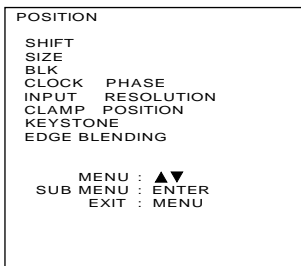 POSITION
SHIFT
SIZE
BLK
CLOCK PHASE
INPUT RESOLUTION
CLAMP POSITION
KEYSTONE
EDGE BLENDING
MENU : ▲▼
SUB MENU : ENTER
EXIT : MENU